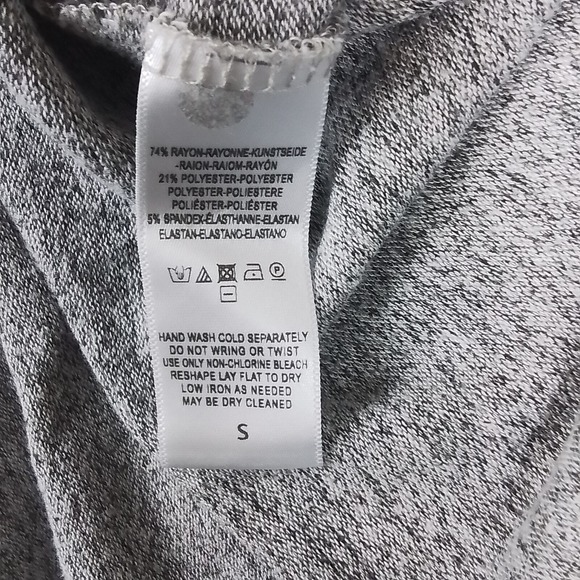 74% RAYON-RAYONNE-KUNSTSEIDE
-RAION-RAIOM-RAYÓN
21% POLYESTER-POLYESTER
POLYESTER-POLIESTERE
POLIÉSTER-POLIÉSTER
5% SPANDEX-ÉLASTHANNE-ELASTAN
ELASTAN-ELASTANO-ELASTANO
P
HAND WASH COLD SEPARATELY
DO NOT WRING OR TWIST
USE ONLY NON-CHLORINE BLEACH
RESHAPE LAY FLAT TO DRY
LOW IRON AS NEEDED
MAY BE DRY CLEANED
S